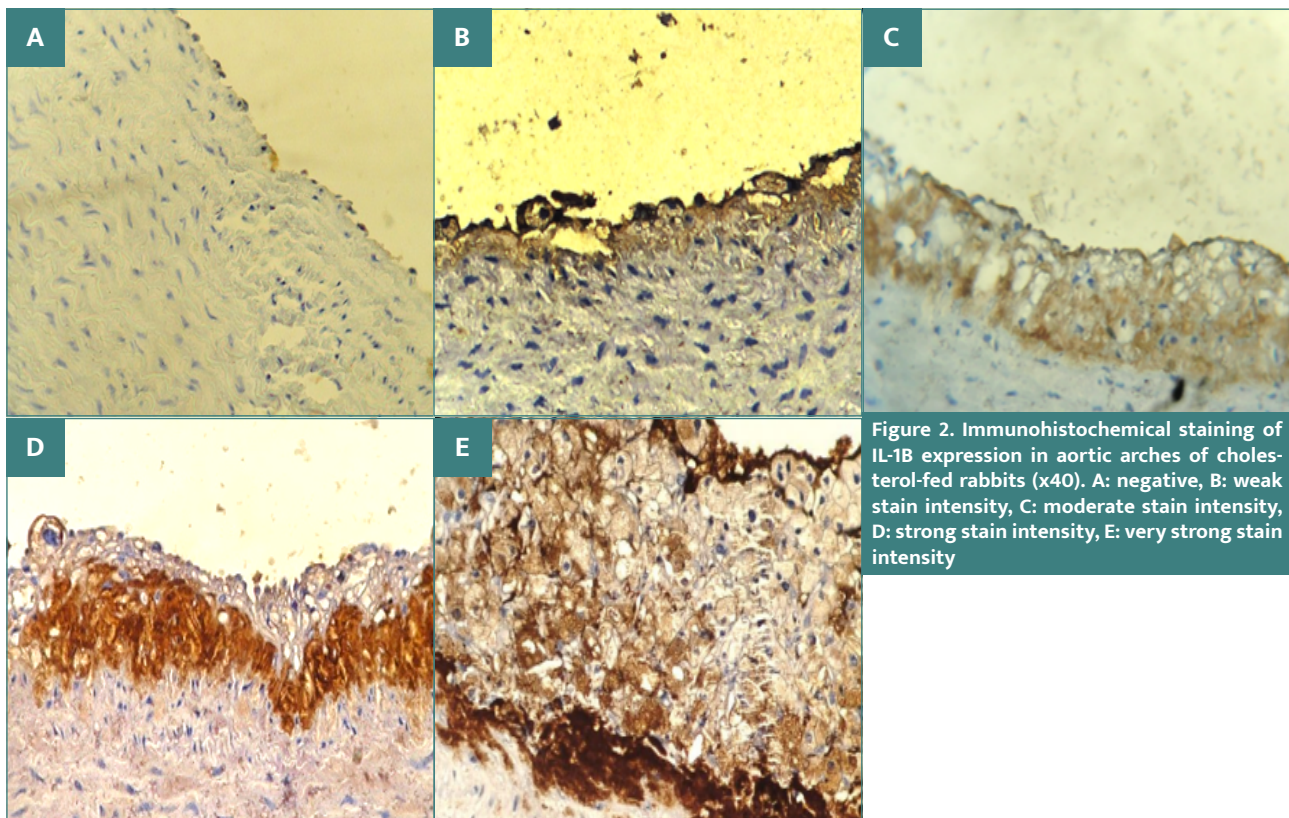 A
B
C
D
E
Figure 2. Immunohistochemical staining of
IL-1B expression in aortic arches of choles-
terol-fed rabbits (x40). A: negative, B: weak
stain intensity, C: moderate stain intensity,
D: strong stain intensity, E: very strong stain
intensity